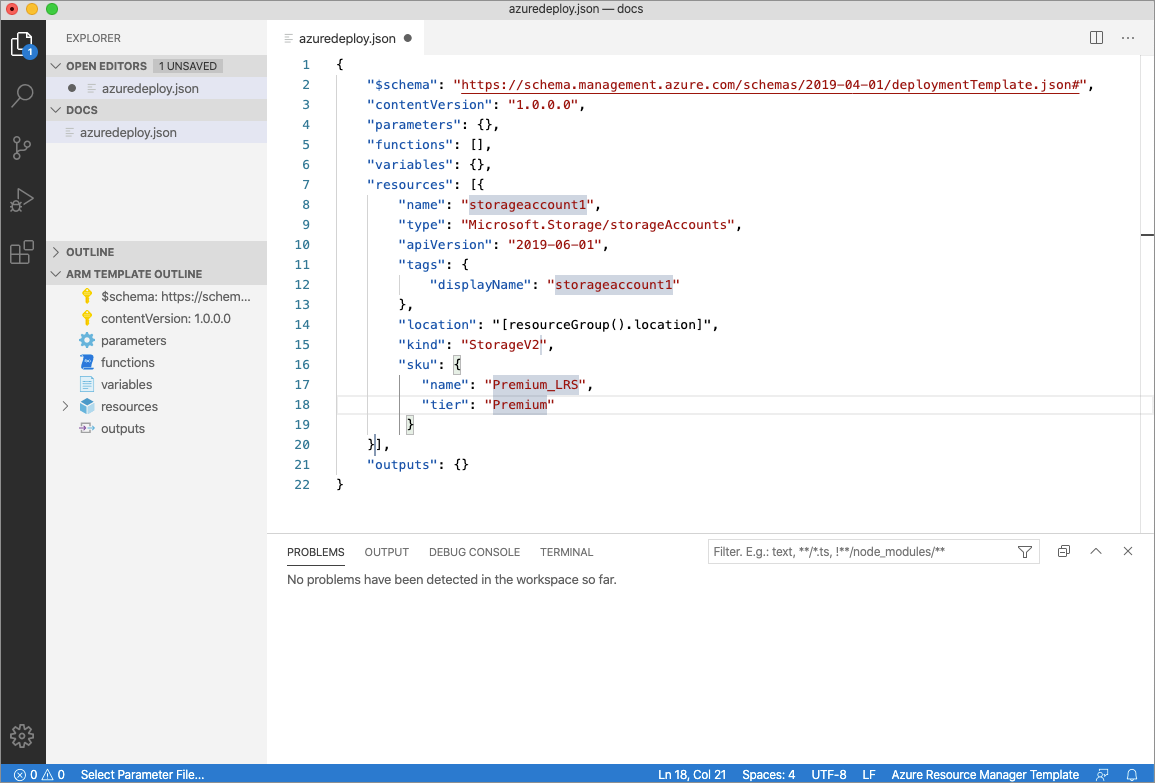 azuredeploy.json — docs
EXPLORER
OPEN EDITORS 1 UNSAVED
azuredeploy.json
DOCS
azuredeploy.json
OUTLINE
ARM TEMPLATE OUTLINE
$schema: https://schem...
contentVersion: 1.0.0.0
parameters
functions
variables
resources
outputs
1
azuredeploy.json
1 {
2 "$schema": "https://schema.management.azure.com/schemas/2019-04-01/deploymentTemplate.json#",
3 "contentVersion": "1.0.0.0",
4 "parameters": {},
5 "functions": [],
6 "variables": {},
7 "resources": [{
8 "name": "storageaccount1",
9 "type": "Microsoft.Storage/storageAccounts",
10 "apiVersion": "2019-06-01",
11 "tags": {
12 "displayName": "storageaccount1"
13 },
14 "location": "[resourceGroup().location]",
15 "kind": "StorageV2",
16 "sku": {
17 "name": "Premium_LRS",
18 "tier": "Premium"
19 }
20 }],
21 "outputs": {}
22 }
PROBLEMS OUTPUT DEBUG CONSOLE TERMINAL
Filter. E.g.: text, **/*.ts, !**/node_modules/**
No problems have been detected in the workspace so far.
0 0 Select Parameter File... Ln 18, Col 21 Spaces: 4 UTF-8 LF Azure Resource Manager Template